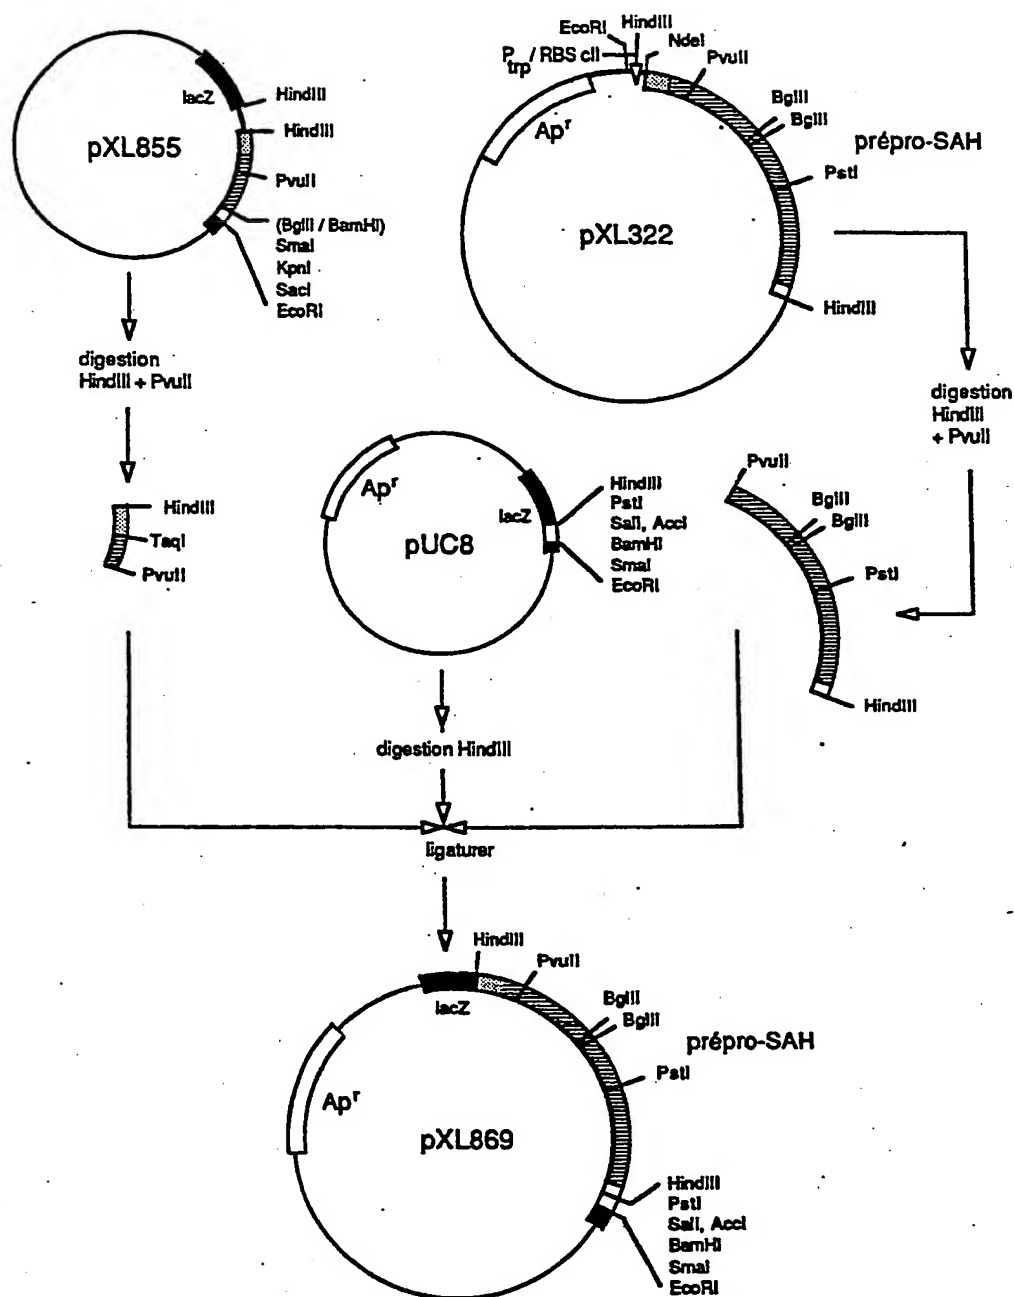 lacZ
HindIII
HindIII
pXL855
PvuII
(BglII / BamHI)
SmaI
KpnI
SacI
EcoRI
digestion
HindIII + PvuII
HindIII
TaqI
PvuII
EcoRI
HindIII
Ptrp / RBS cII
NdeI
PvuII
Apr
BglII
BglII
prépro-SAH
PstI
pXL322
HindIII
digestion
HindIII
+ PvuII
PvuII
BglII
BglII
PstI
HindIII
Apr
lacZ
pUC8
HindIII
PstI
SalI, AccI
BamHI
SmaI
EcoRI
digestion HindIII
ligaturer
HindIII
PvuII
lacZ
BglII
BglII
prépro-SAH
PstI
Apr
pXL869
HindIII
PstI
SalI, AccI
BamHI
SmaI
EcoRI